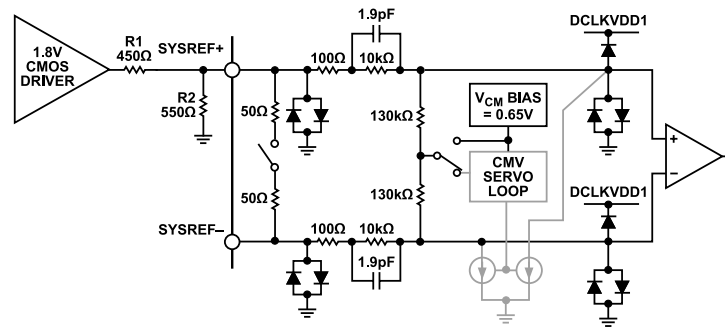 1.8V
CMOS
DRIVER
R1
450Ω
SYSREF+
R2
550Ω
50Ω
50Ω
100Ω
1.9pF
10kΩ
130kΩ
130kΩ
VCM BIAS
= 0.65V
CMV
SERVO
LOOP
DCLKVDD1
+
–
DCLKVDD1
SYSREF–
100Ω
10kΩ
1.9pF